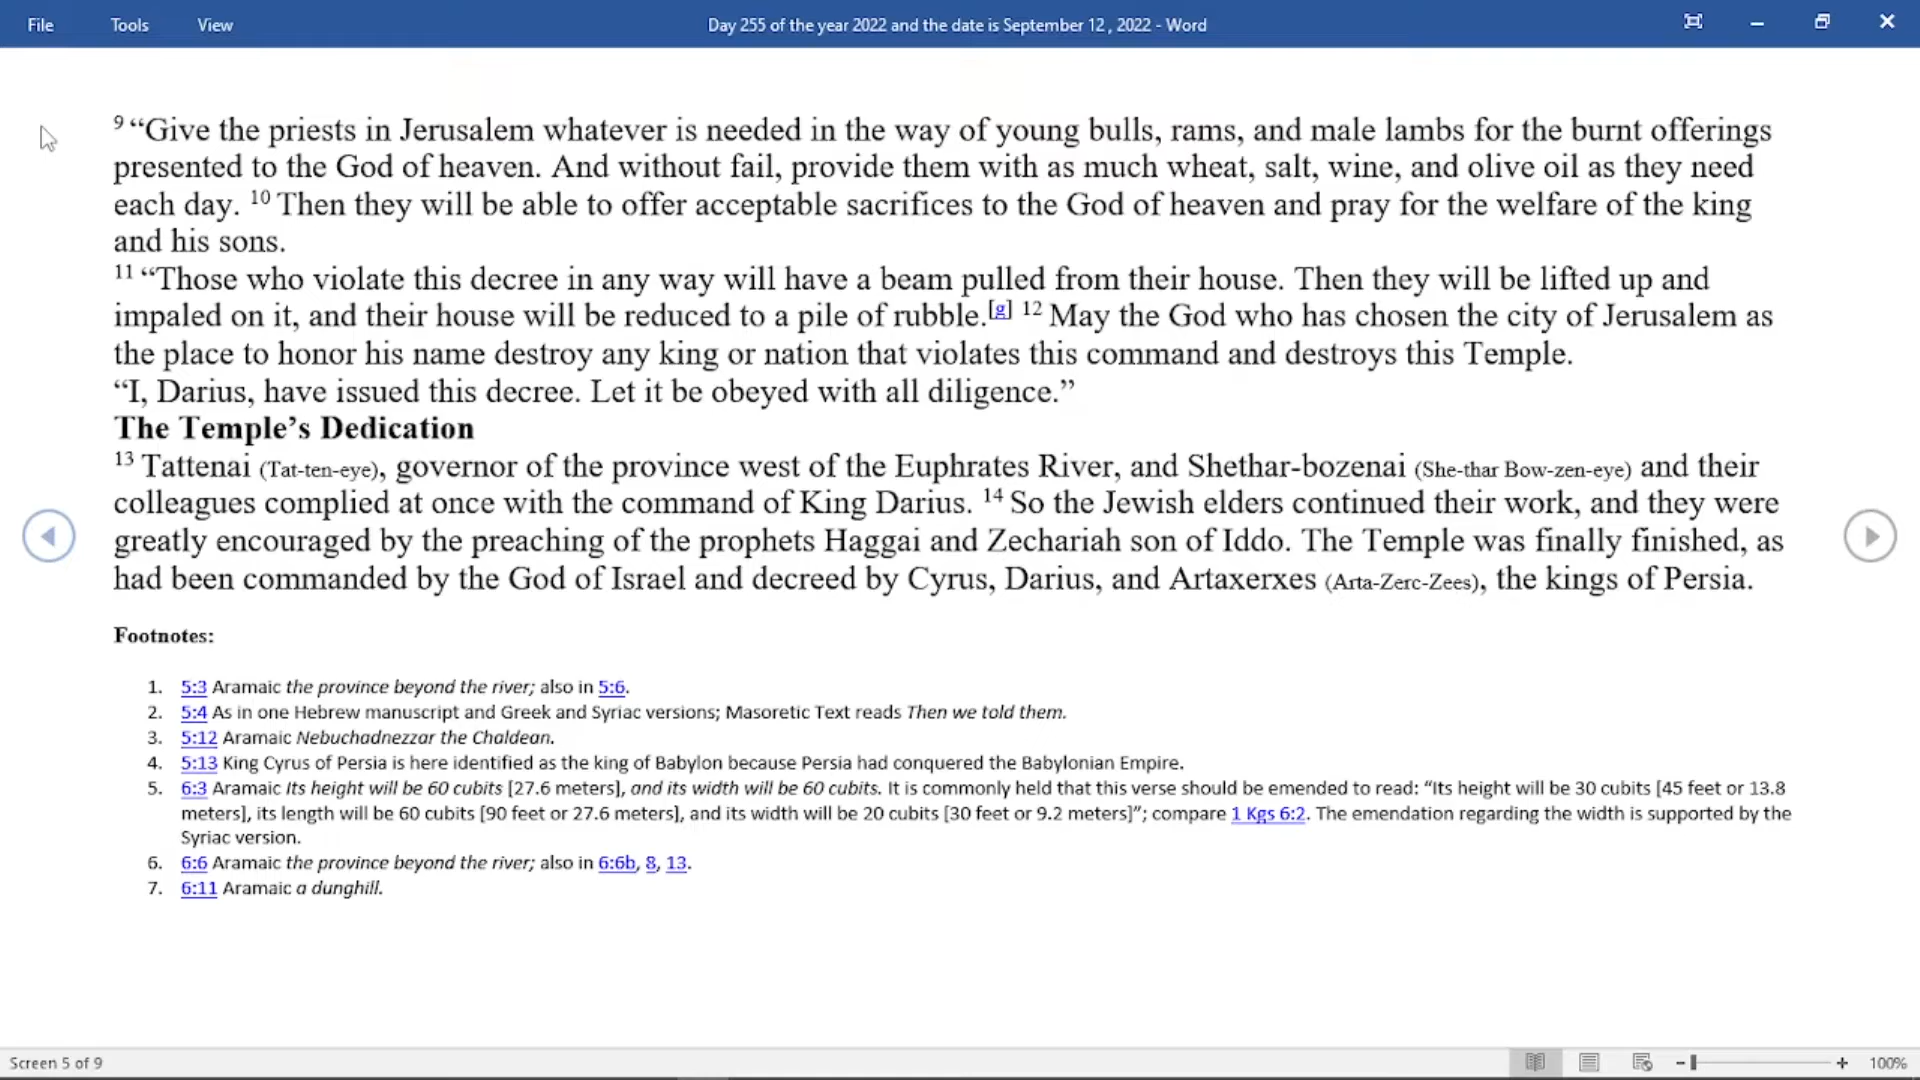 File Tools View Day 255 of the year 2022 and the date is September 12 , 2022 - Word
9 “Give the priests in Jerusalem whatever is needed in the way of young bulls, rams, and male lambs for the burnt offerings
presented to the God of heaven. And without fail, provide them with as much wheat, salt, wine, and olive oil as they need
each day. 10 Then they will be able to offer acceptable sacrifices to the God of heaven and pray for the welfare of the king
and his sons.
11 “Those who violate this decree in any way will have a beam pulled from their house. Then they will be lifted up and
impaled on it, and their house will be reduced to a pile of rubble.[g] 12 May the God who has chosen the city of Jerusalem as
the place to honor his name destroy any king or nation that violates this command and destroys this Temple.
“I, Darius, have issued this decree. Let it be obeyed with all diligence.”
The Temple’s Dedication
13 Tattenai (Tat-ten-eye), governor of the province west of the Euphrates River, and Shethar-bozenai (She-thar Bow-zen-eye) and their
colleagues complied at once with the command of King Darius. 14 So the Jewish elders continued their work, and they were
greatly encouraged by the preaching of the prophets Haggai and Zechariah son of Iddo. The Temple was finally finished, as
had been commanded by the God of Israel and decreed by Cyrus, Darius, and Artaxerxes (Arta-Zerc-Zees), the kings of Persia.
Footnotes:
1. 5:3 Aramaic the province beyond the river; also in 5:6.
2. 5:4 As in one Hebrew manuscript and Greek and Syriac versions; Masoretic Text reads Then we told them.
3. 5:12 Aramaic Nebuchadnezzar the Chaldean.
4. 5:13 King Cyrus of Persia is here identified as the king of Babylon because Persia had conquered the Babylonian Empire.
5. 6:3 Aramaic Its height will be 60 cubits [27.6 meters], and its width will be 60 cubits. It is commonly held that this verse should be emended to read: “Its height will be 30 cubits [45 feet or 13.8
meters], its length will be 60 cubits [90 feet or 27.6 meters], and its width will be 20 cubits [30 feet or 9.2 meters]”; compare 1 Kgs 6:2. The emendation regarding the width is supported by the
Syriac version.
6. 6:6 Aramaic the province beyond the river; also in 6:6b, 8, 13.
7. 6:11 Aramaic a dunghill.
Screen 5 of 9 100%